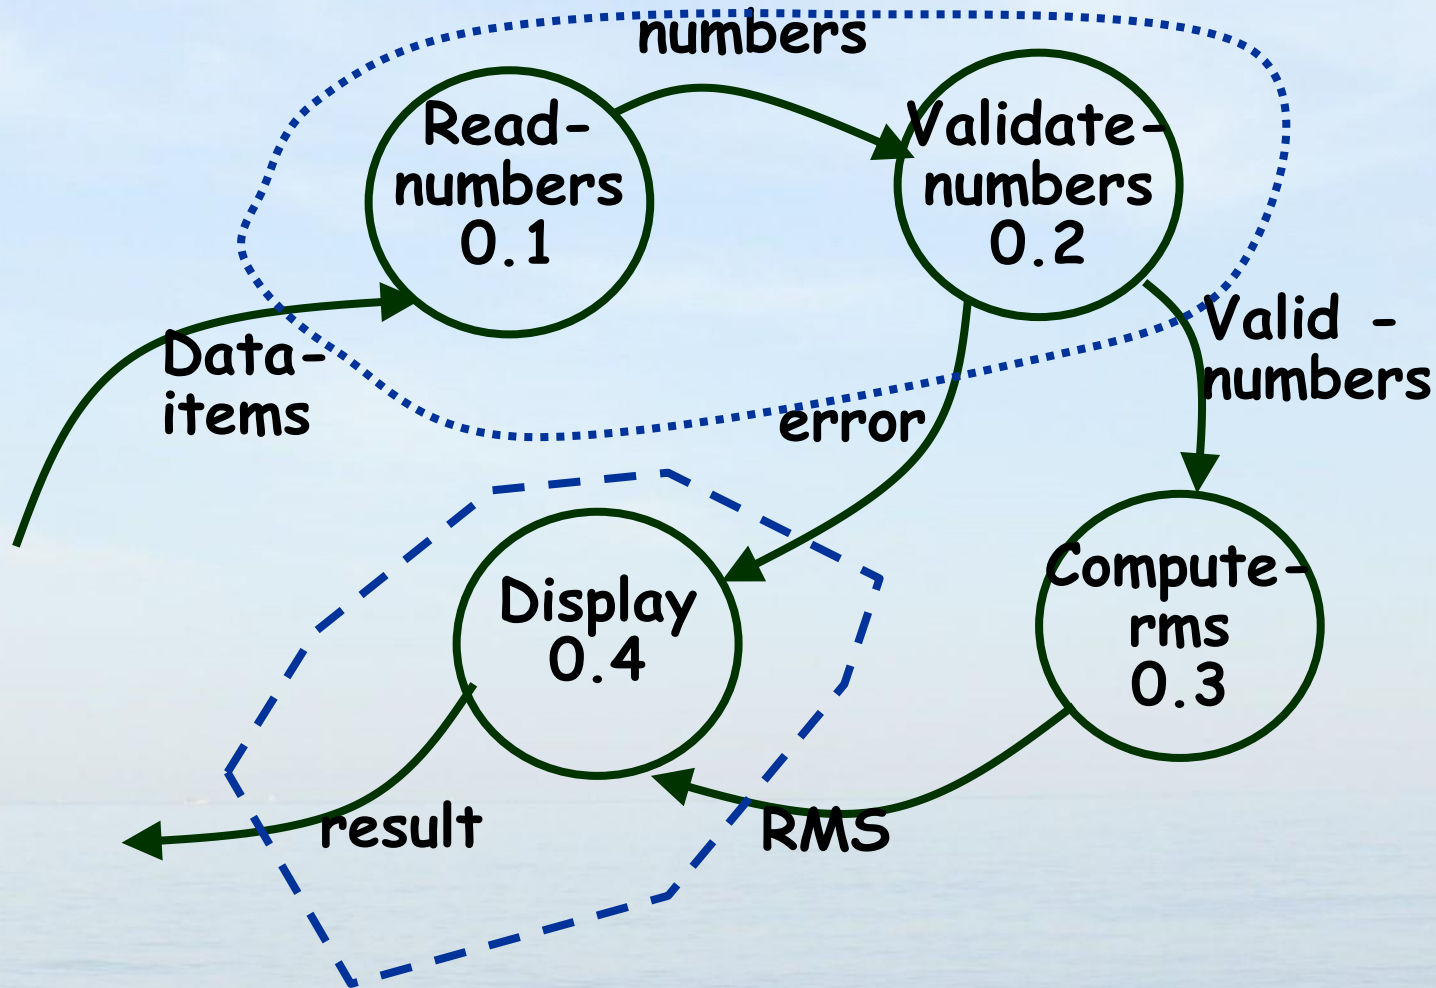 numbers
Read-
numbers
0.1
Validate-
numbers
0.2
Data-
items
Valid -
numbers
error
Display
0.4
Compute-
rms
0.3
result
RMS